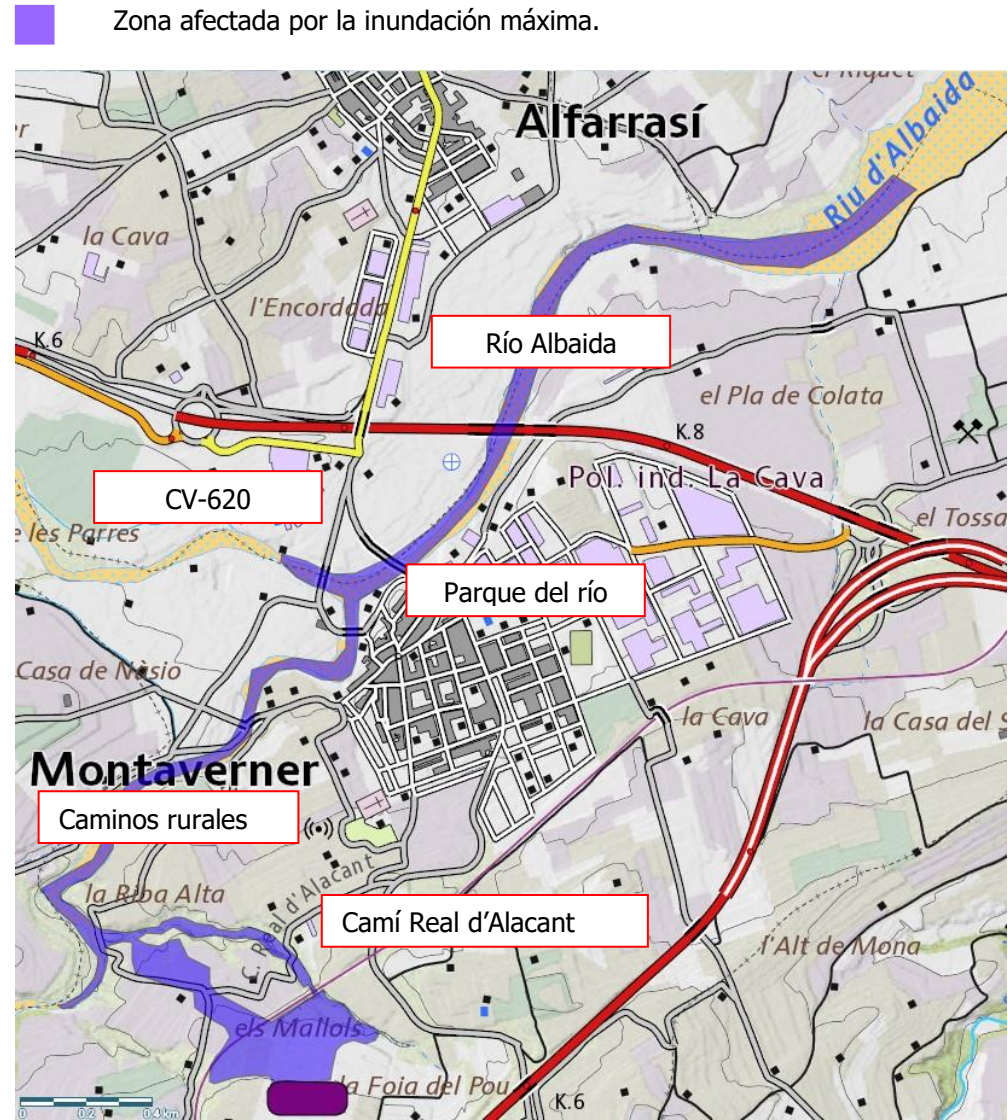 Zona afectada por la inundación máxima.
el Riquet
Alfarrasí
Riu d'Albaida
la Cava
l'Encordada
Río Albaida
K.6
el Pla de Colata
K.8
Pol. ind. La Cava
CV-620
el Tossa
e les Parres
Parque del río
Casa de Nàsio
la Cava
la Casa del
Montaverner
Caminos rurales
la Riba Alta
C. Real d'Alacant
Camí Real d'Alacant
l'Alt de Mona
els Mallols
la Foia del Pou
K.6
0 0.2 0.4 km